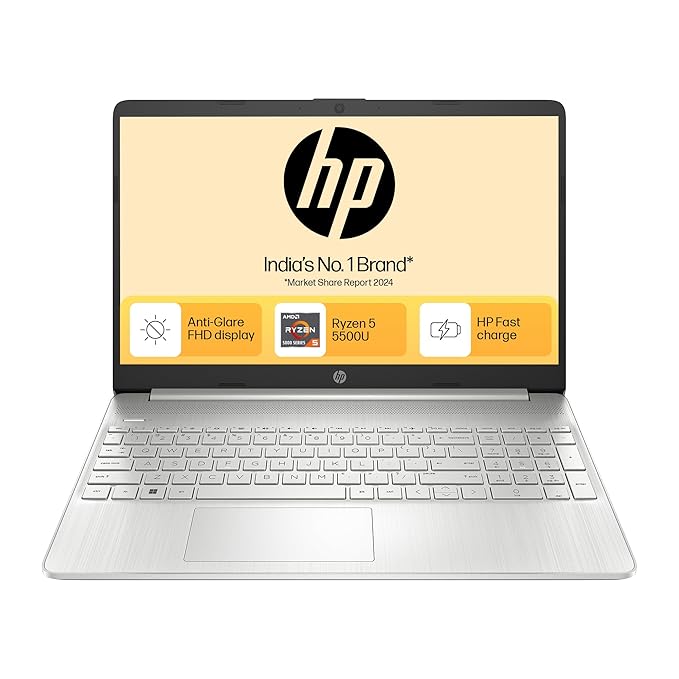 hp
India's No. 1 Brand*
*Market Share Report 2024
Anti-Glare
FHD display
AMD
RYZEN
5000 SERIES 5
Ryzen 5
5500U
HP Fast
charge
hp
Q W E R T Y U I O P
A S D F G H J K L
Z X C V B N M